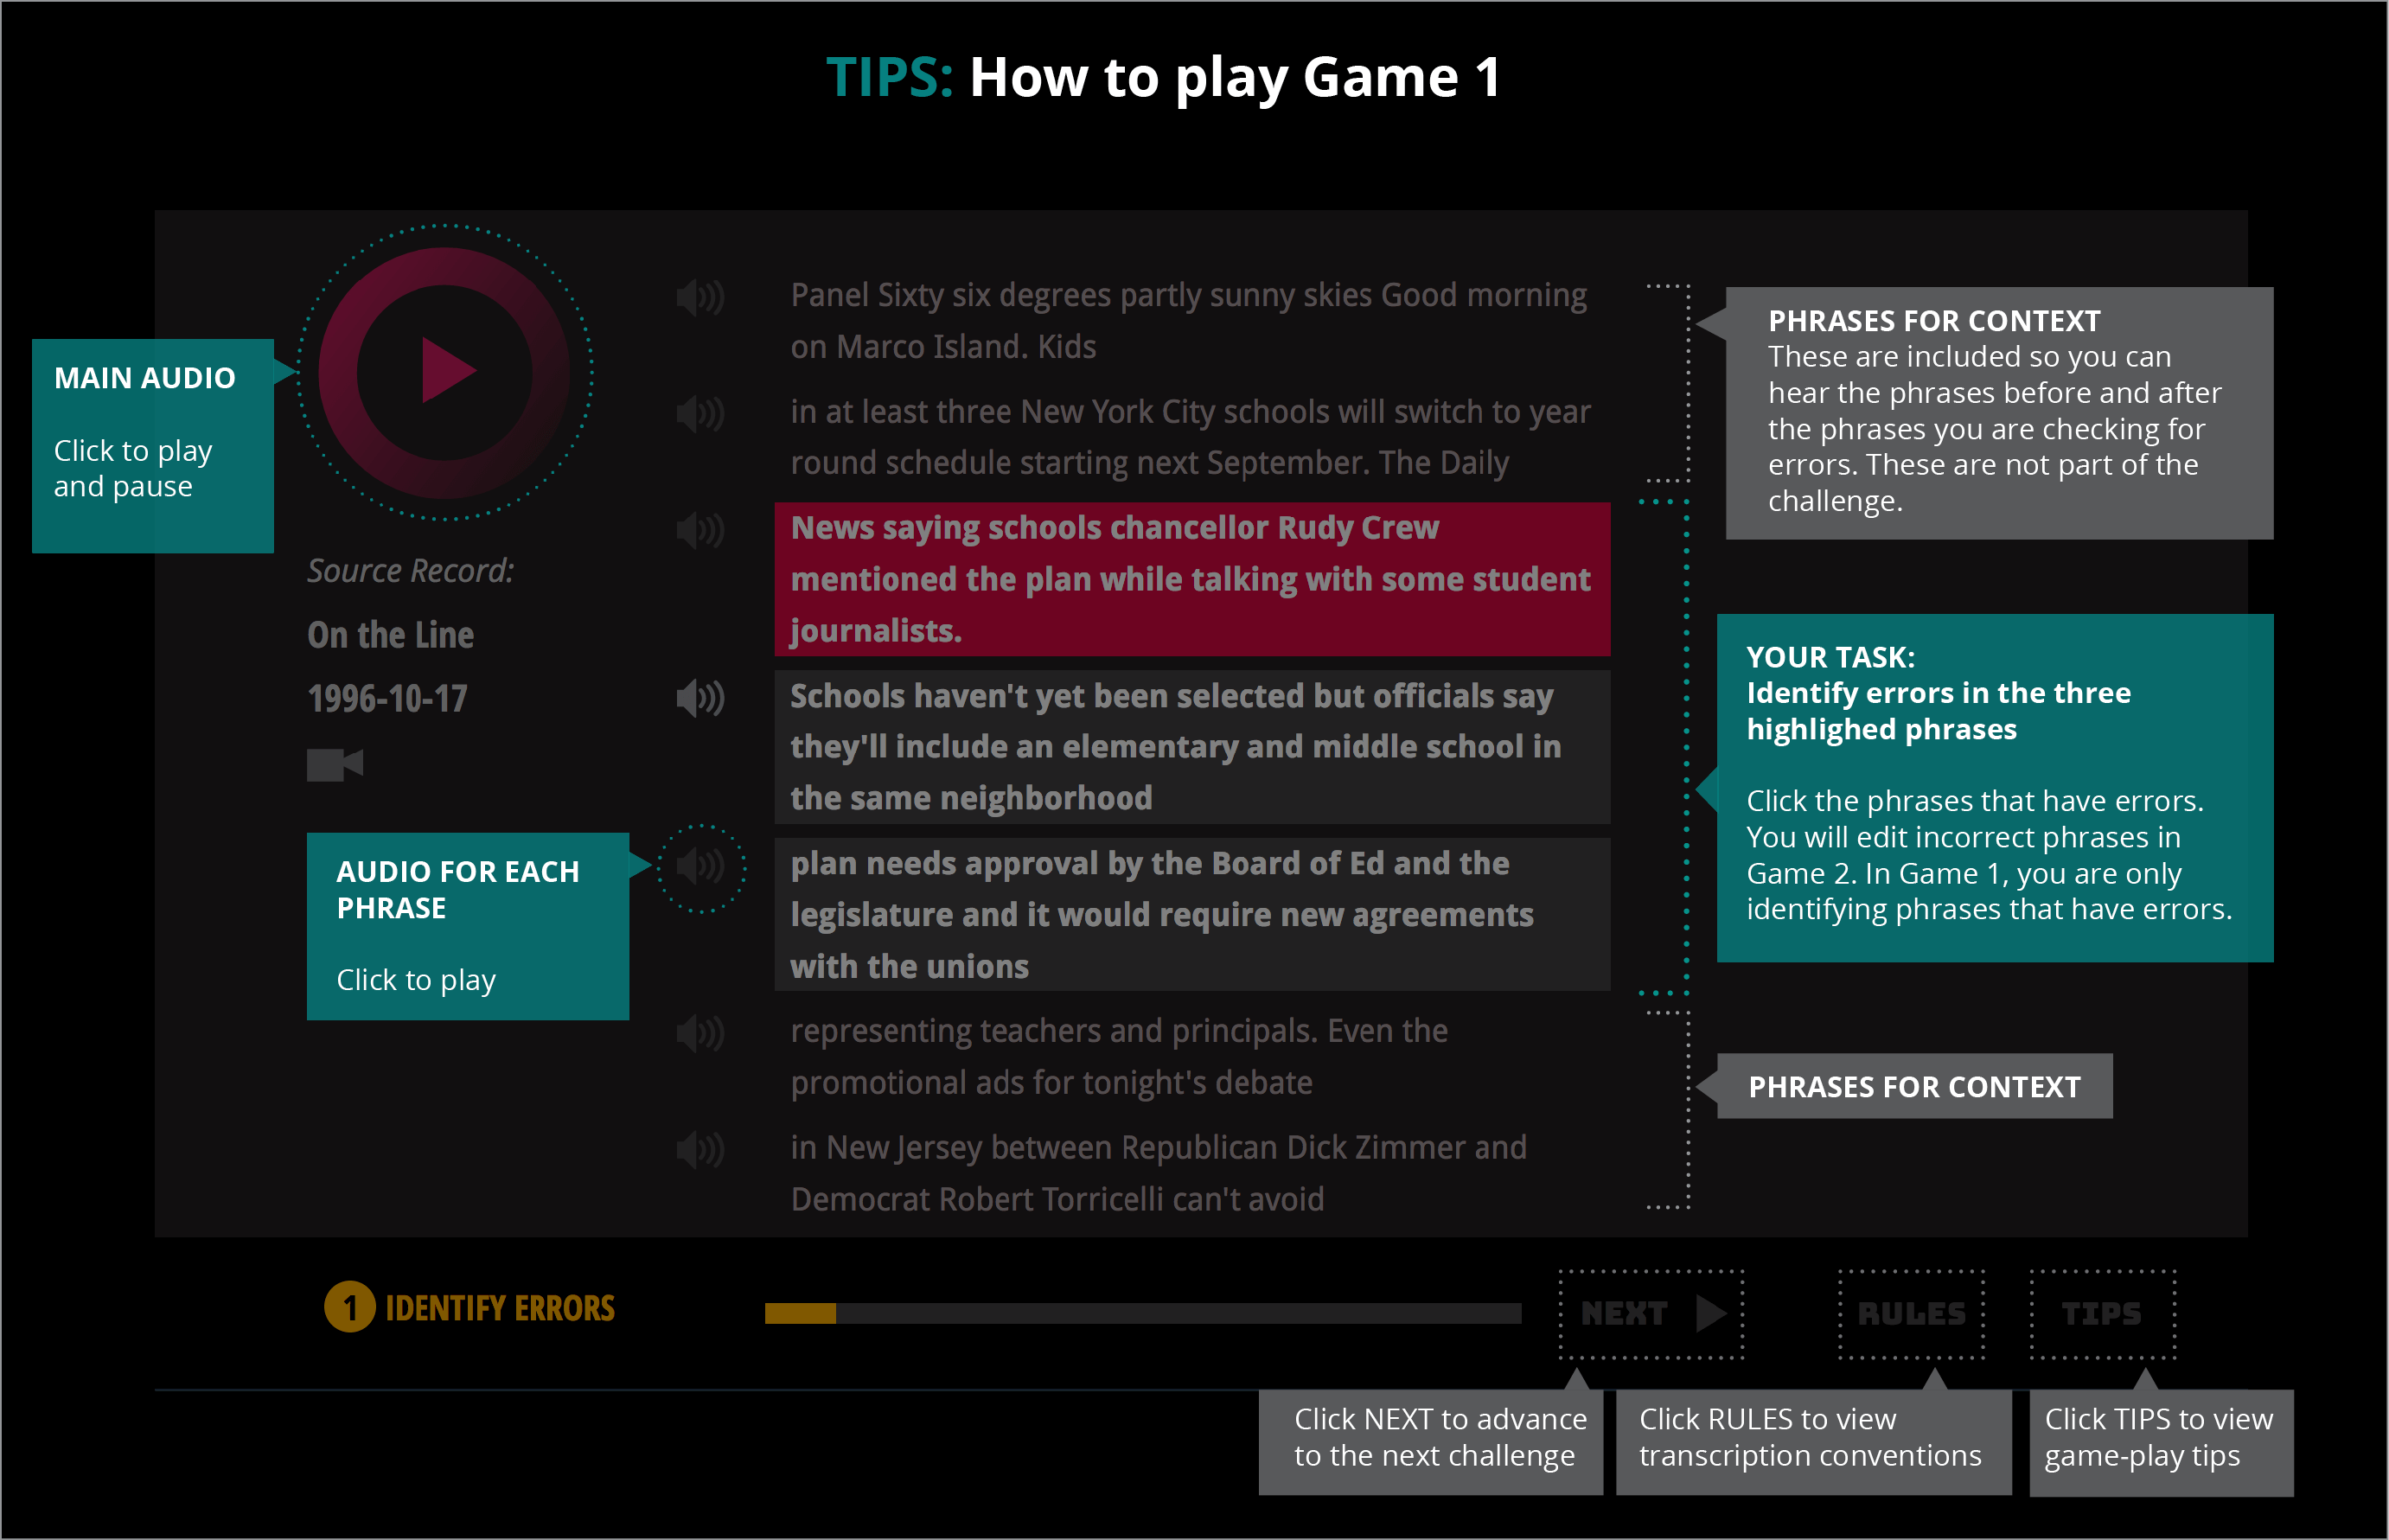 TIPS: How to play Game 1
MAIN AUDIO
Click to play
and pause
Source Record:
On the Line
1996-10-17
AUDIO FOR EACH
PHRASE
Click to play
Panel Sixty six degrees partly sunny skies Good morning
on Marco Island. Kids
in at least three New York City schools will switch to year
round schedule starting next September. The Daily
News saying schools chancellor Rudy Crew
mentioned the plan while talking with some student
journalists.
Schools haven't yet been selected but officials say
they'll include an elementary and middle school in
the same neighborhood
plan needs approval by the Board of Ed and the
legislature and it would require new agreements
with the unions
representing teachers and principals. Even the
promotional ads for tonight's debate
in New Jersey between Republican Dick Zimmer and
Democrat Robert Torricelli can't avoid
PHRASES FOR CONTEXT
These are included so you can
hear the phrases before and after
the phrases you are checking for
errors. These are not part of the
challenge.
YOUR TASK:
Identify errors in the three
highlighed phrases
Click the phrases that have errors.
You will edit incorrect phrases in
Game 2. In Game 1, you are only
identifying phrases that have errors.
PHRASES FOR CONTEXT
1 IDENTIFY ERRORS
NEXT
RULES
TIPS
Click NEXT to advance
to the next challenge
Click RULES to view
transcription conventions
Click TIPS to view
game-play tips